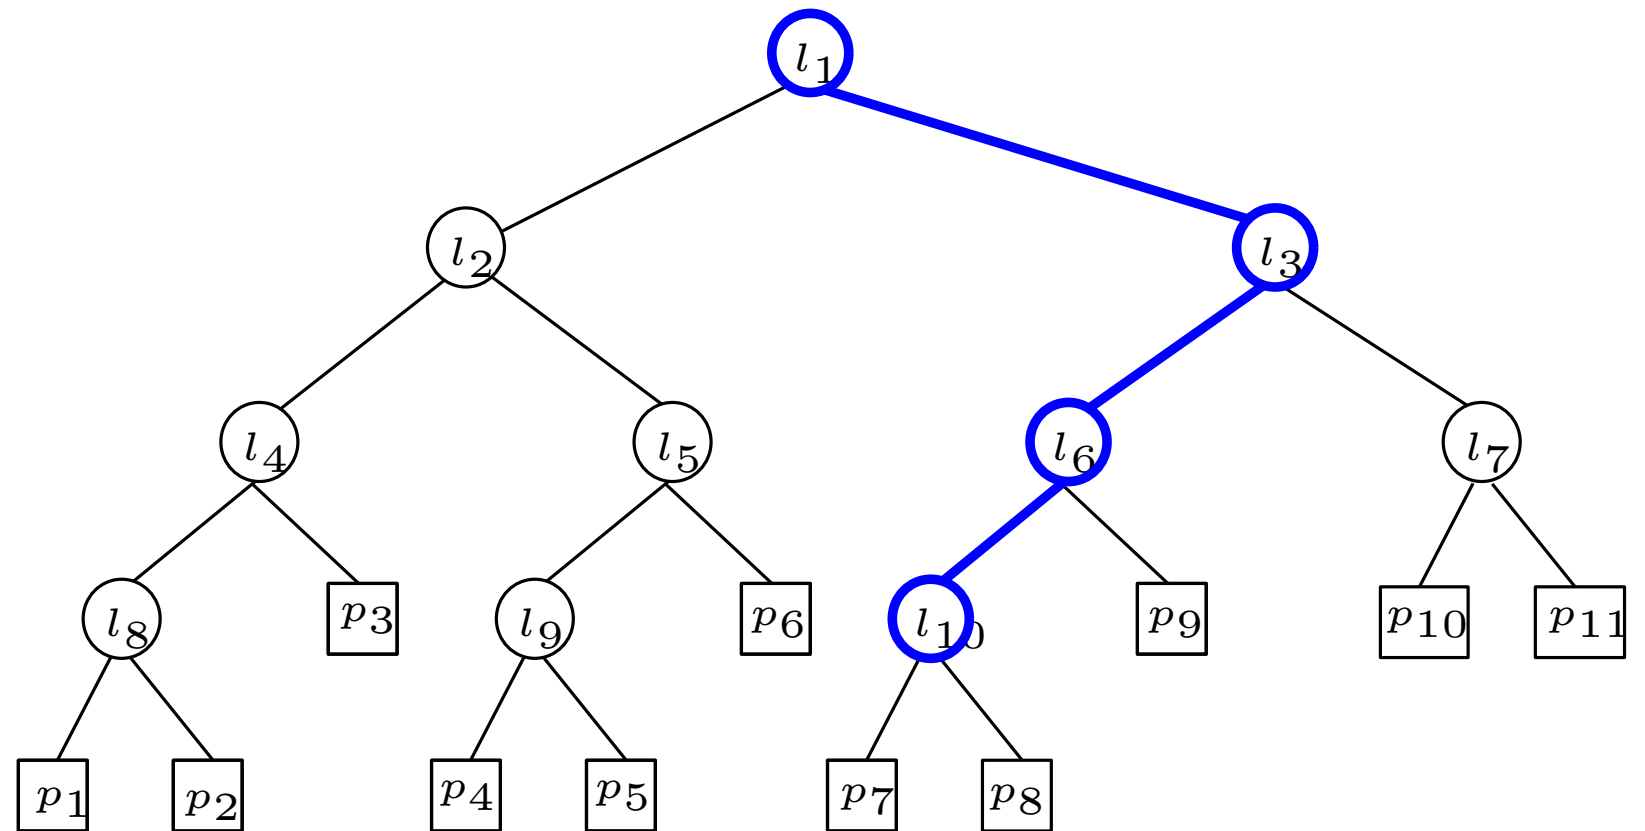 l₁
l₂ l₃
l₄ l₅ l₆ l₇
l₈ p₃ l₉ p₆ l₁₀ p₉ p₁₀ p₁₁
p₁ p₂ p₄ p₅ p₇ p₈